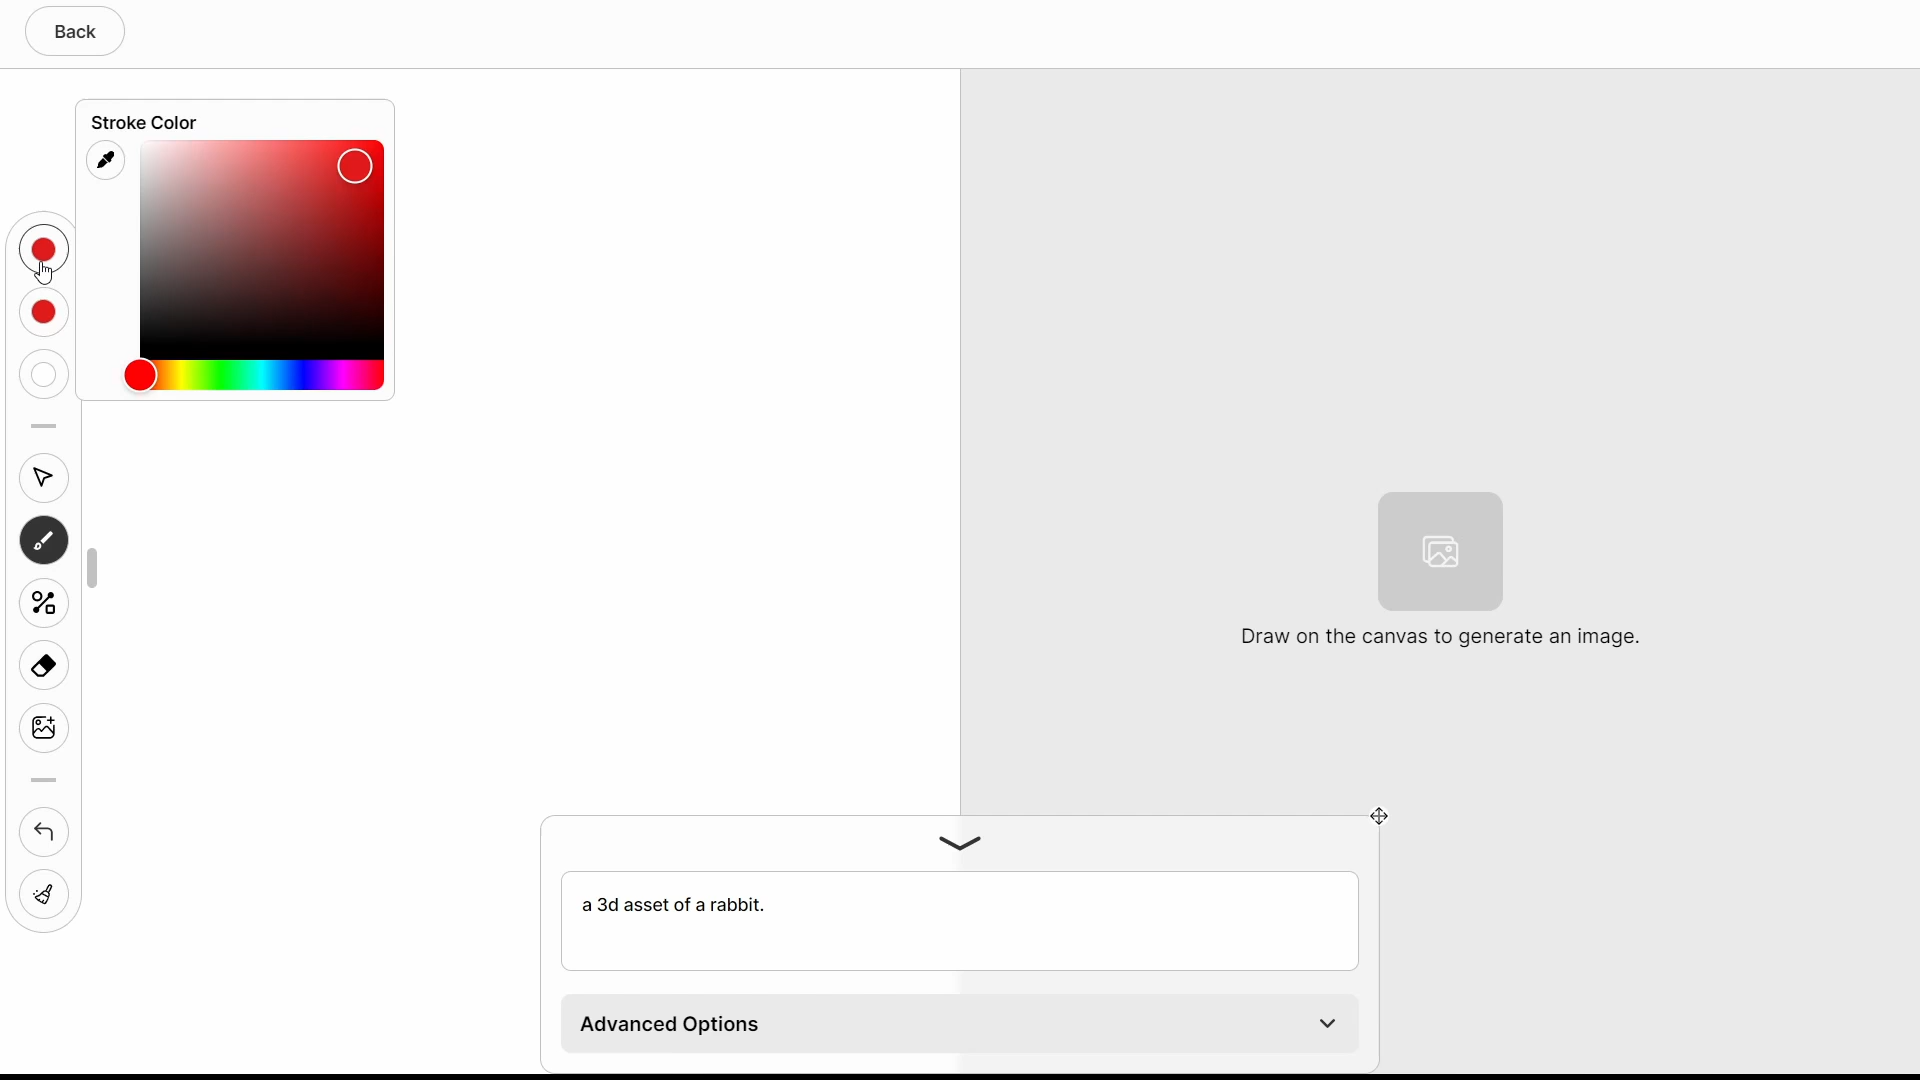 Back
Stroke Color
Draw on the canvas to generate an image.
a 3d asset of a rabbit.
Advanced Options